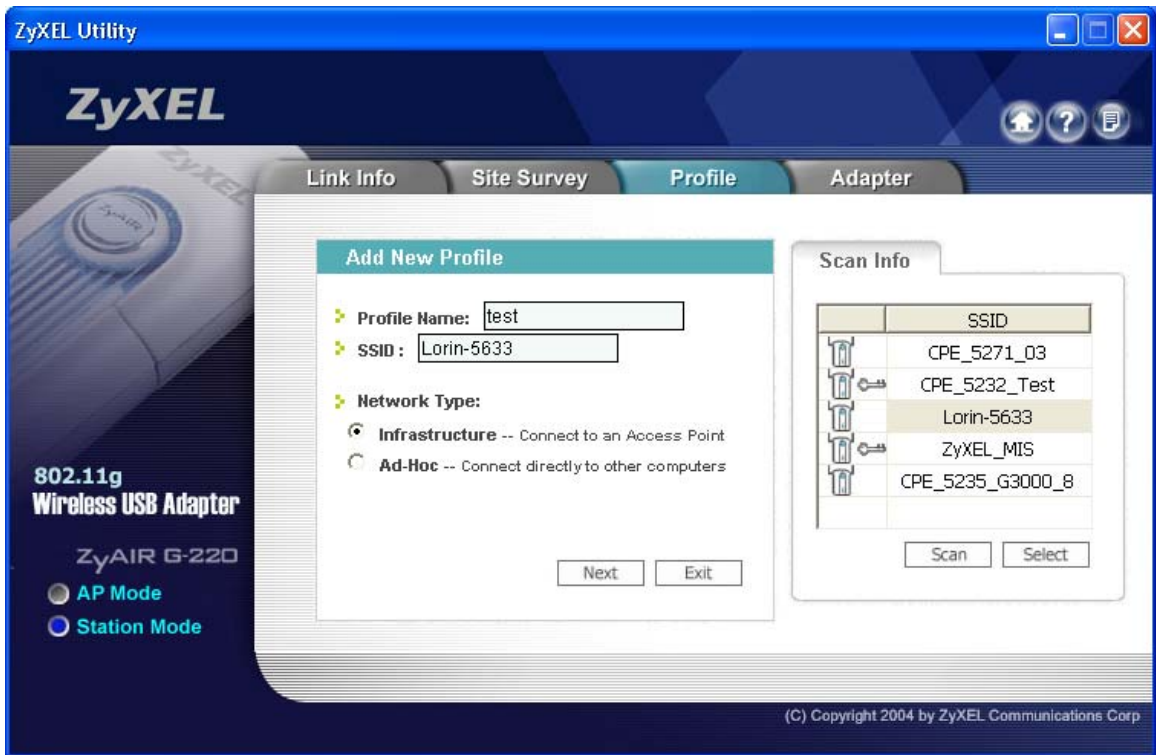 ZyXEL Utility
ZyXEL
ZyXEL
ZyAIR
Link Info
Site Survey
Profile
Adapter
Add New Profile
Profile Name: test
SSID : Lorin-5633
Network Type:
Infrastructure -- Connect to an Access Point
Ad-Hoc -- Connect directly to other computers
Next
Exit
Scan Info
SSID
CPE_5271_03
CPE_5232_Test
Lorin-5633
ZyXEL_MIS
CPE_5235_G3000_8
Scan
Select
802.11g
Wireless USB Adapter
ZyAIR G-220
AP Mode
Station Mode
(C) Copyright 2004 by ZyXEL Communications Corp